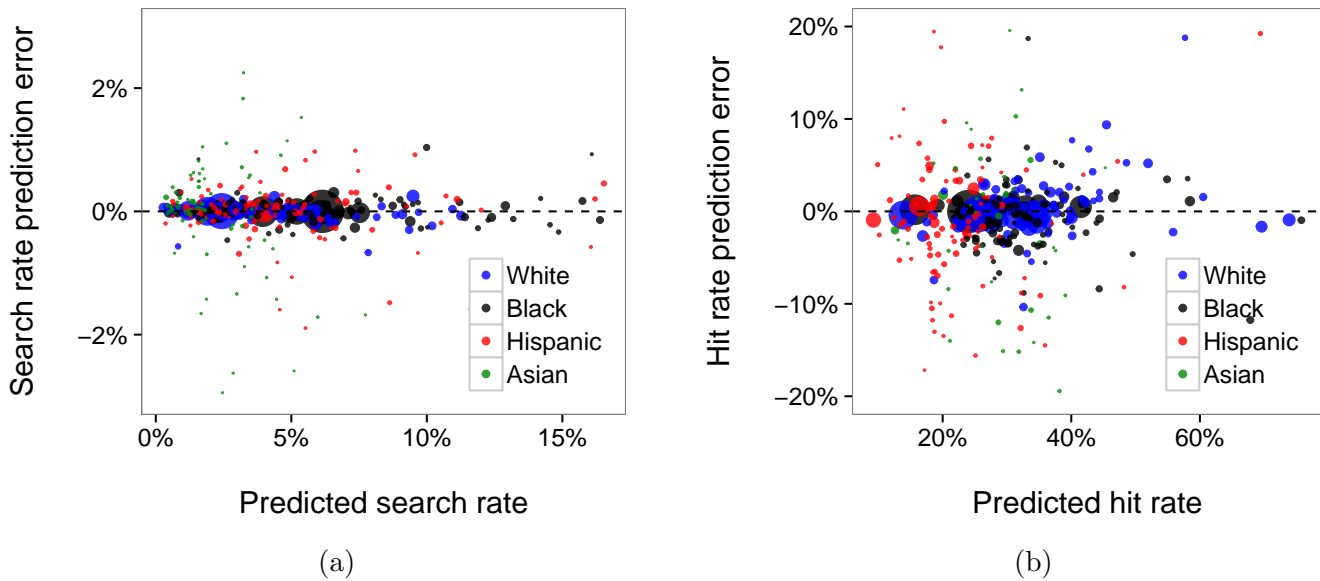 Search rate prediction error
2%
0%
−2%
0%
5%
10%
15%
White
Black
Hispanic
Asian
Predicted search rate
(a)
Hit rate prediction error
20%
10%
0%
−10%
−20%
20%
40%
60%
White
Black
Hispanic
Asian
Predicted hit rate
(b)